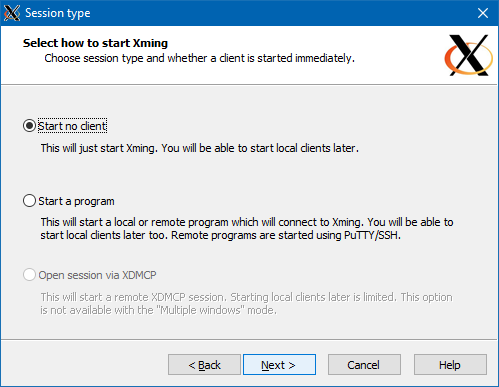 Session type
Select how to start Xming
Choose session type and whether a client is started immediately.
Start no client
This will just start Xming. You will be able to start local clients later.
Start a program
This will start a local or remote program which will connect to Xming. You will be able to
start local clients later too. Remote programs are started using PuTTY/SSH.
Open session via XDMCP
This will start a remote XDMCP session. Starting local clients later is limited. This option
is not available with the "Multiple windows" mode.
< Back
Next >
Cancel
Help